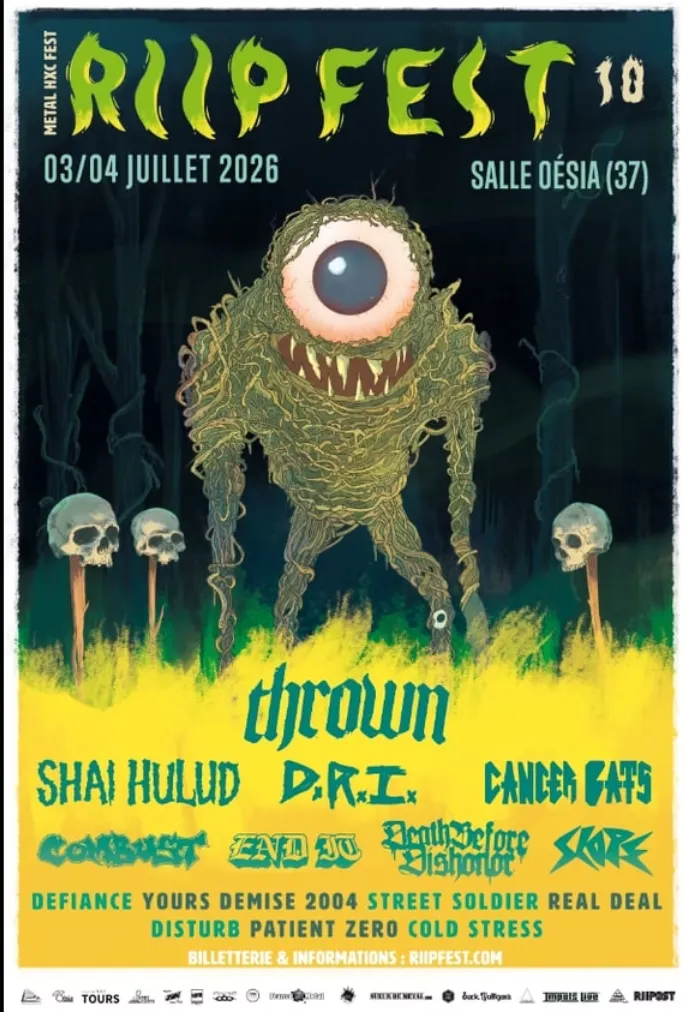 METAL HXC FEST
RIIP FEST 10
03/04 JUILLET 2026
SALLE OÉSIA (37)
thrown
SHAI HULUD D.R.I. CANCER BATS
COMBUST END IT Death Before Dishonor
DEFIANCE YOURS DEMISE 2004 STREET SOLDIER REAL DEAL
DISTURB PATIENT ZERO COLD STRESS
BILLETTERIE & INFORMATIONS : RIIPFEST.COM
TOURS RIIPOST